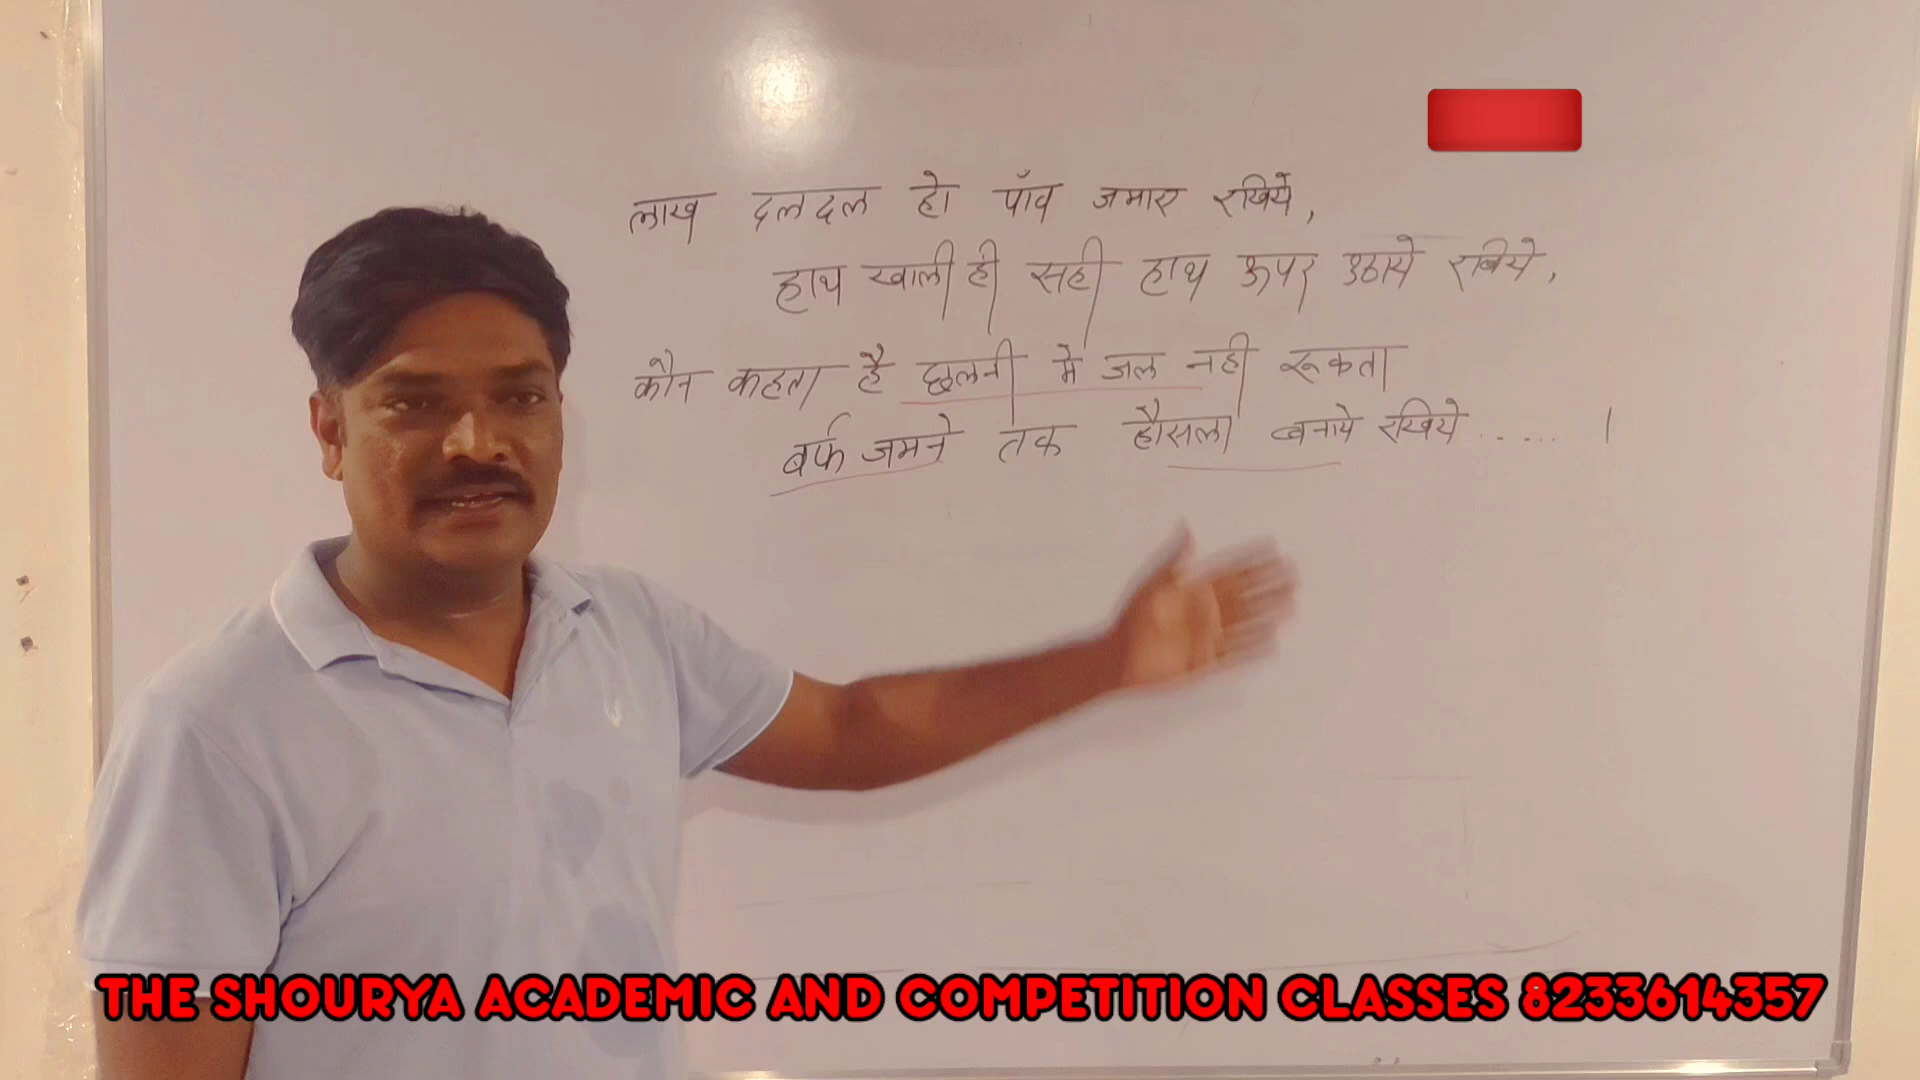 लाख दलदल हो पाँव जमाए रखिये,
हाथ खाली ही सही हाथ ऊपर उठाये रखिये,
कौन कहता है छलनी मे जल नही रूकता
बर्फ जमने तक हौसला बनाये रखिये ..... ।
THE SHOURYA ACADEMIC AND COMPETITION CLASSES 8233614357